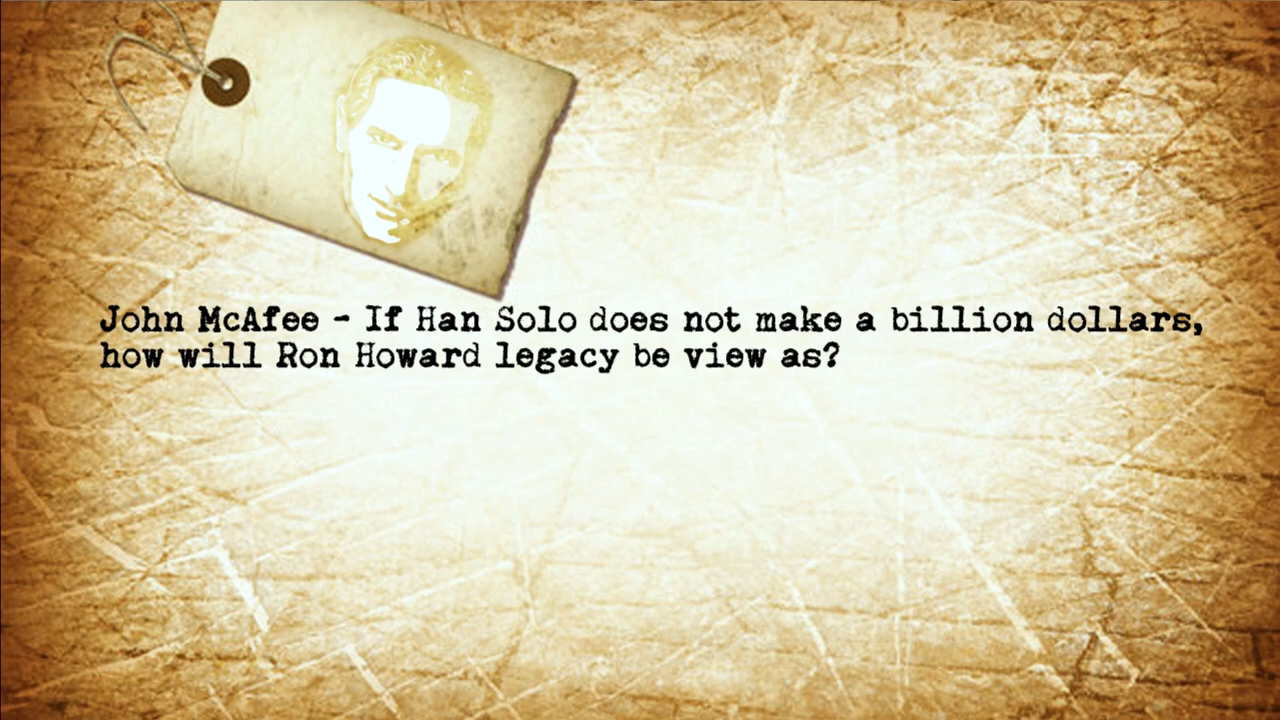 John McAfee - If Han Solo does not make a billion dollars,
how will Ron Howard legacy be view as?